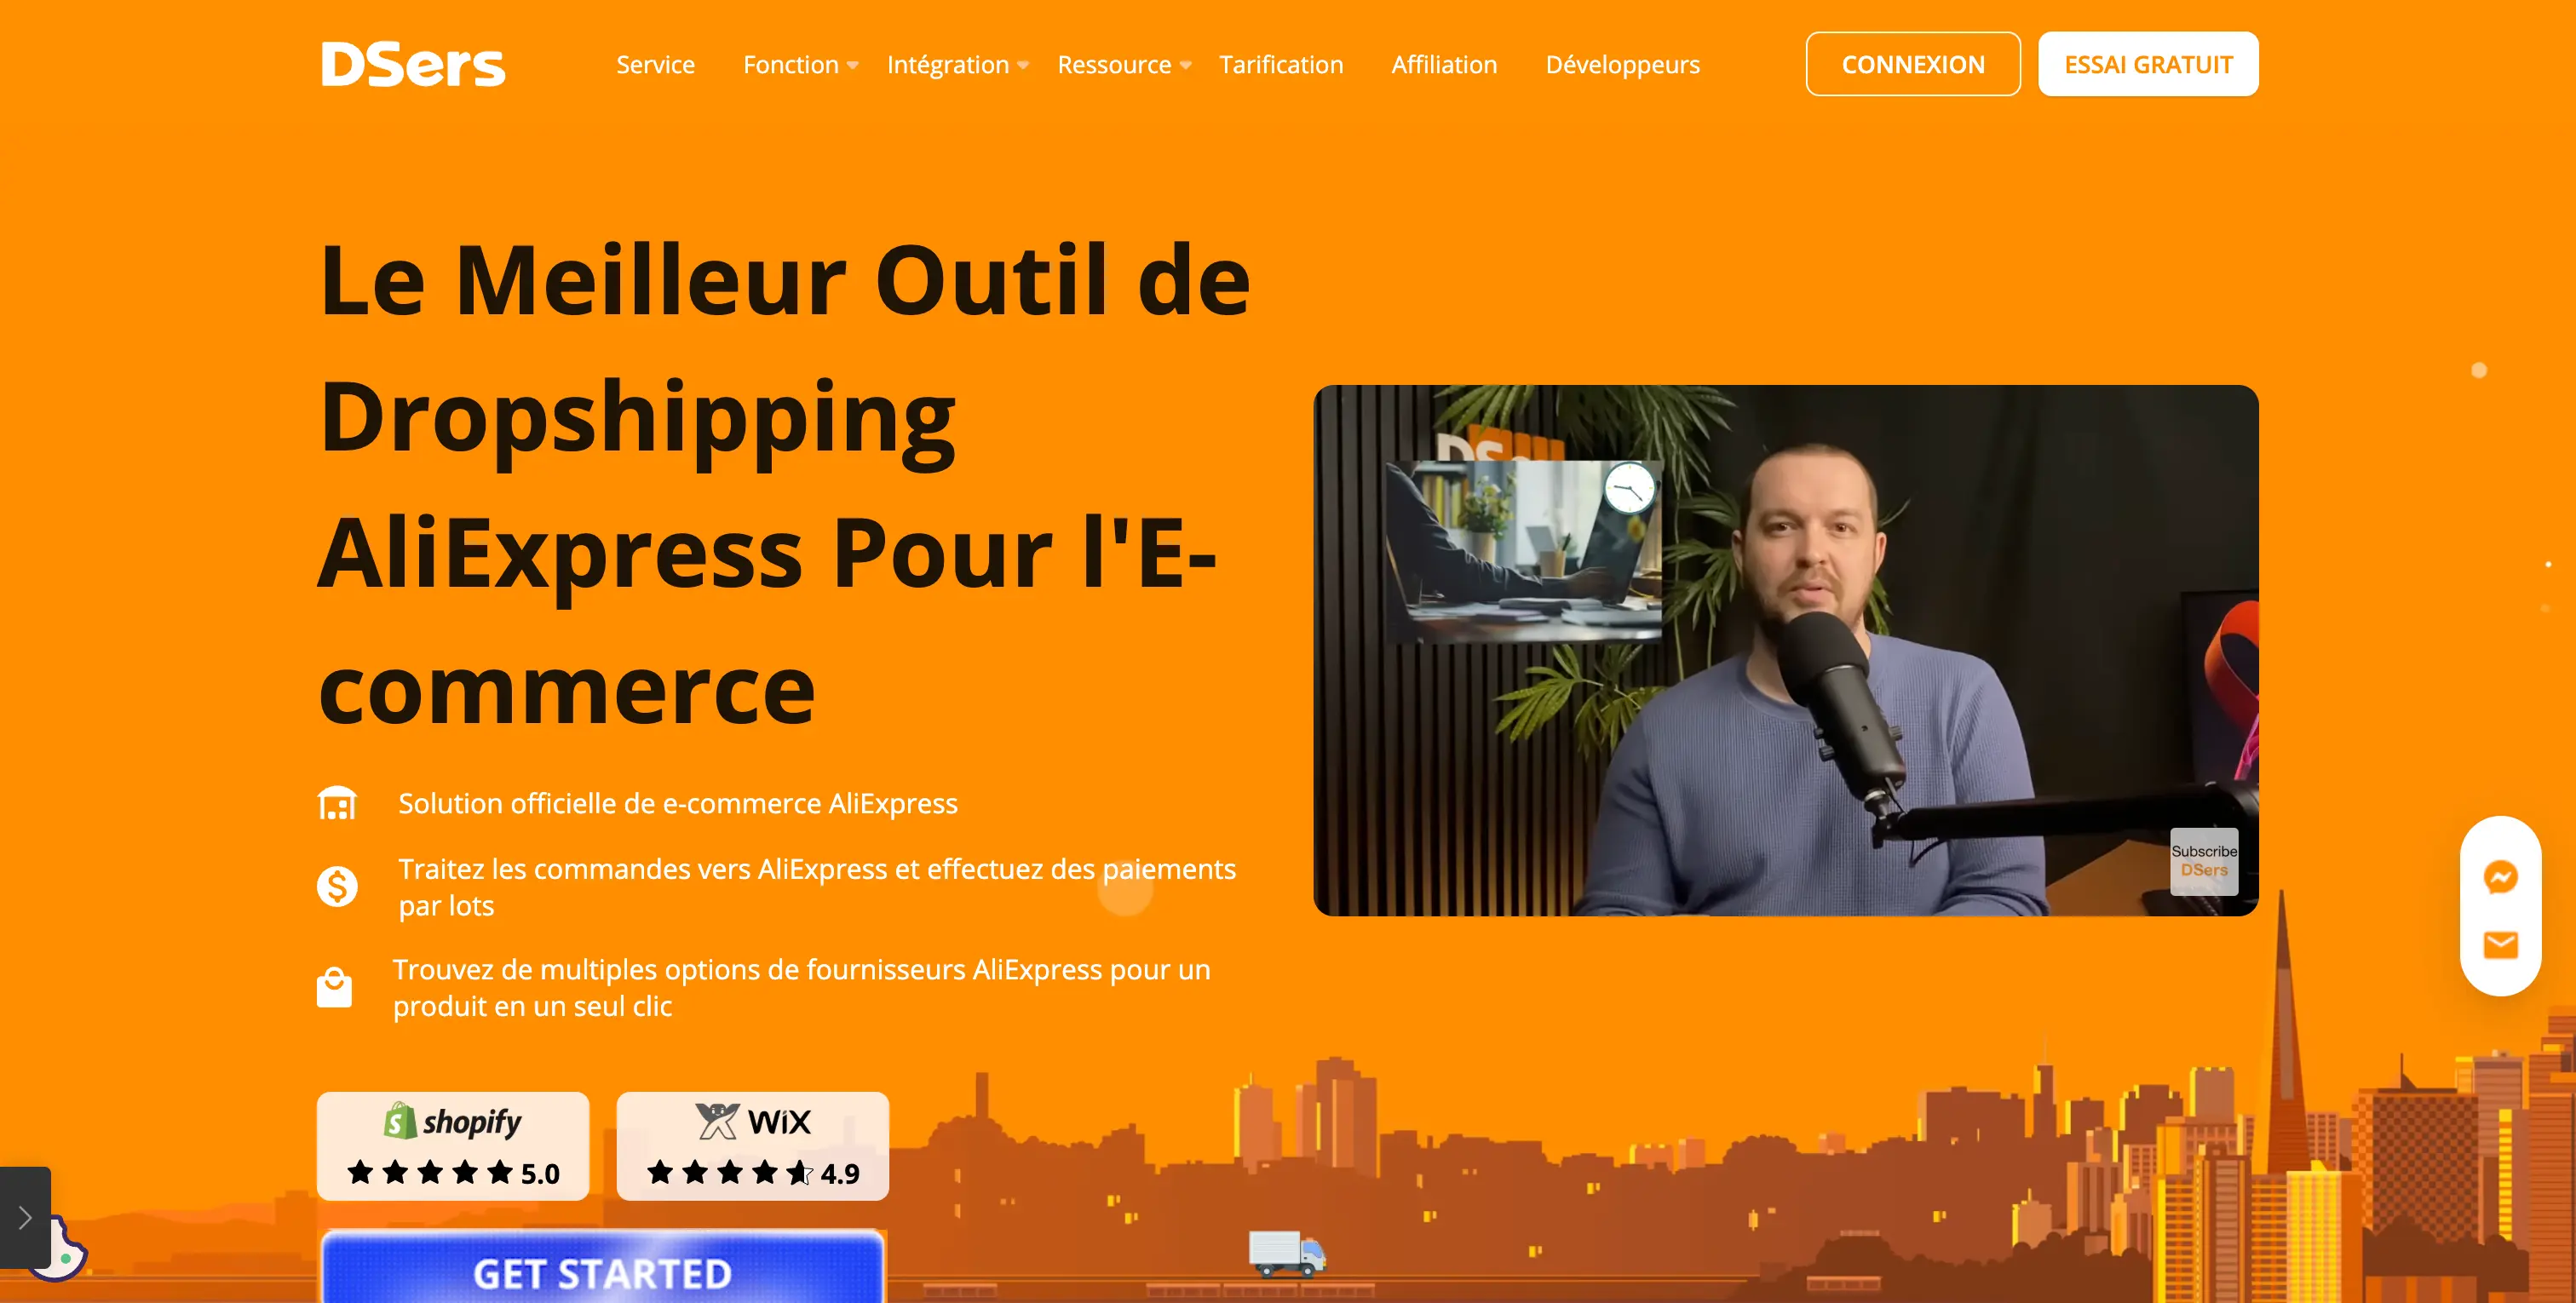 DSers
Service
Fonction
Intégration
Ressource
Tarification
Affiliation
Développeurs
CONNEXION
ESSAI GRATUIT
Le Meilleur Outil de
Dropshipping
AliExpress Pour l'E-
commerce
Solution officielle de e-commerce AliExpress
Traitez les commandes vers AliExpress et effectuez des paiements
par lots
Trouvez de multiples options de fournisseurs AliExpress pour un
produit en un seul clic
shopify
5.0
WiX
4.9
GET STARTED
Subscribe
DSers